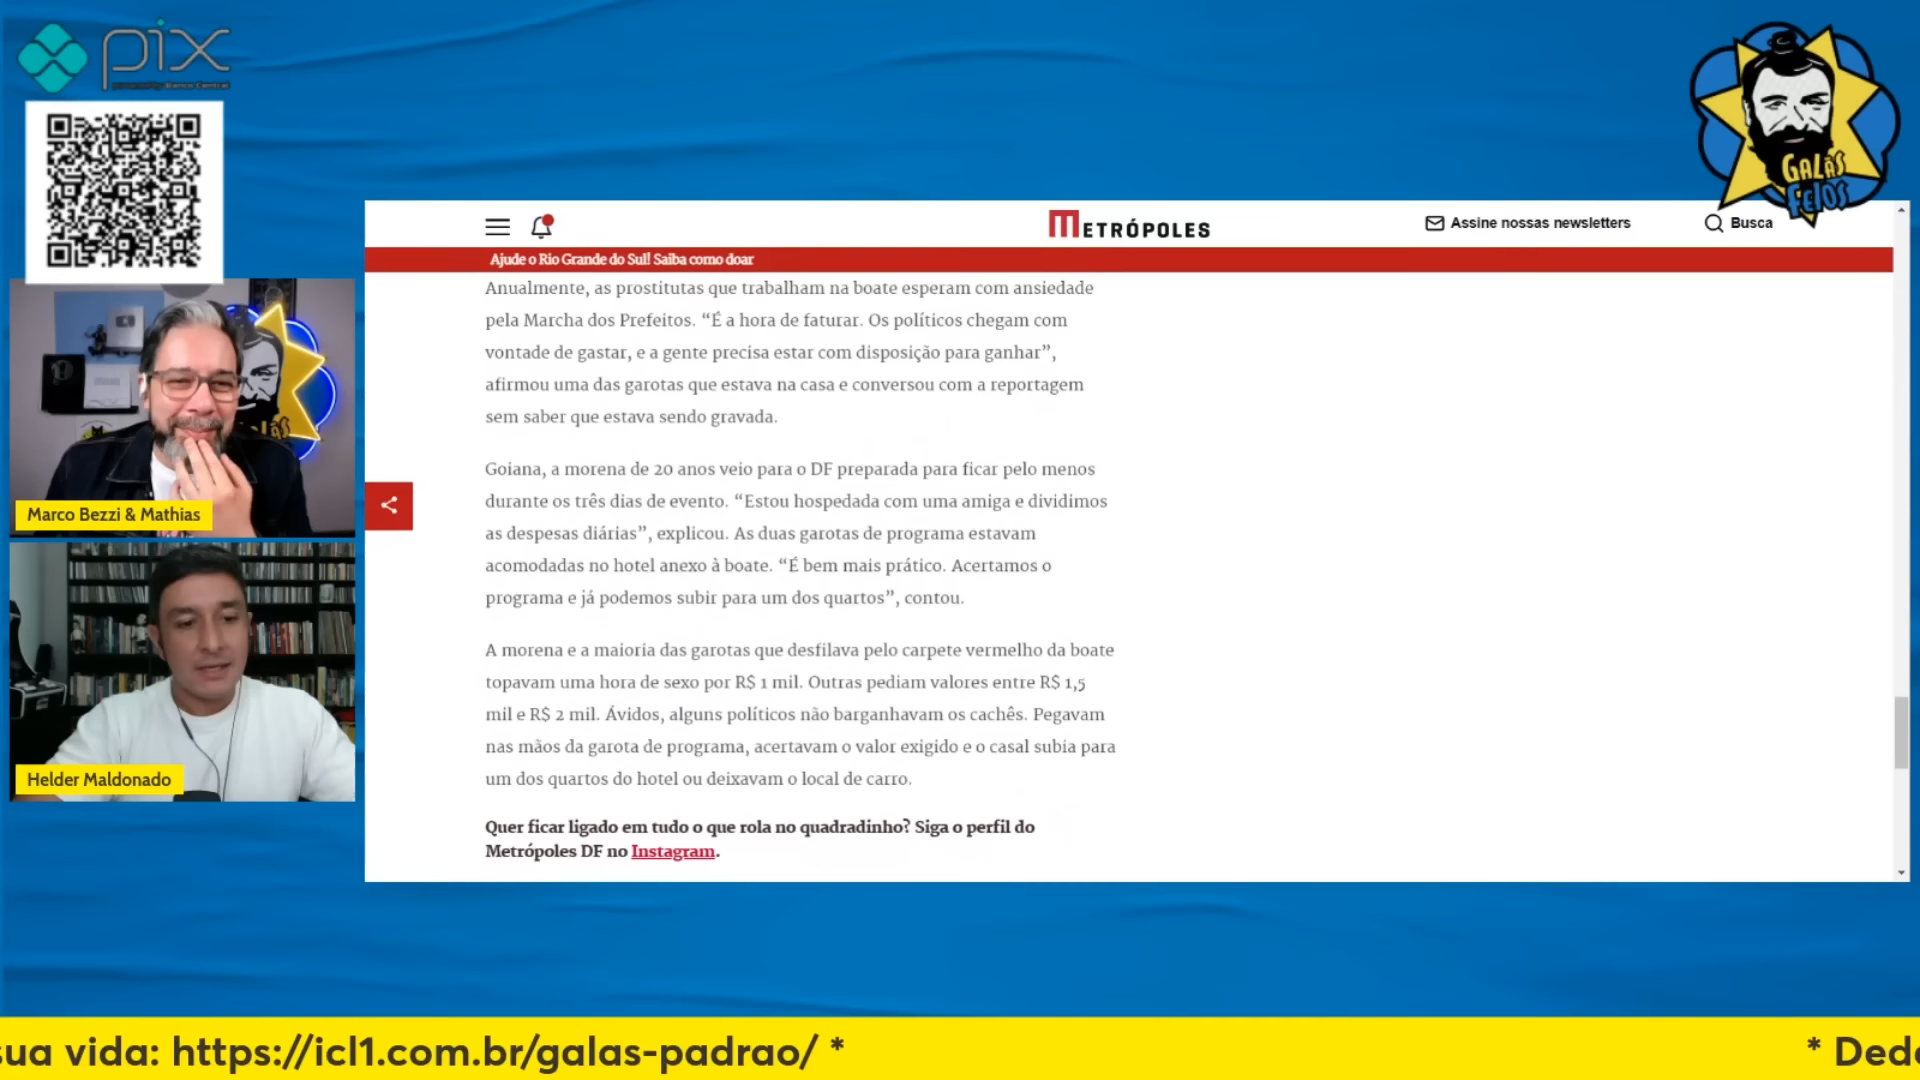 pix
powered by Banco Central
GALÃS
FEIOS
METRÓPOLES
Assine nossas newsletters
Busca
Ajude o Rio Grande do Sul! Saiba como doar
Anualmente, as prostitutas que trabalham na boate esperam com ansiedade
pela Marcha dos Prefeitos. “É a hora de faturar. Os políticos chegam com
vontade de gastar, e a gente precisa estar com disposição para ganhar”,
afirmou uma das garotas que estava na casa e conversou com a reportagem
sem saber que estava sendo gravada.
Goiana, a morena de 20 anos veio para o DF preparada para ficar pelo menos
durante os três dias de evento. “Estou hospedada com uma amiga e dividimos
as despesas diárias”, explicou. As duas garotas de programa estavam
acomodadas no hotel anexo à boate. “É bem mais prático. Acertamos o
programa e já podemos subir para um dos quartos”, contou.
A morena e a maioria das garotas que desfilava pelo carpete vermelho da boate
topavam uma hora de sexo por R$ 1 mil. Outras pediam valores entre R$ 1,5
mil e R$ 2 mil. Ávidos, alguns políticos não barganhavam os cachês. Pegavam
nas mãos da garota de programa, acertavam o valor exigido e o casal subia para
um dos quartos do hotel ou deixavam o local de carro.
Quer ficar ligado em tudo o que rola no quadradinho? Siga o perfil do
Metrópoles DF no Instagram.
Marco Bezzi & Mathias
Helder Maldonado
sua vida: https://icl1.com.br/galas-padrao/ * * Ded